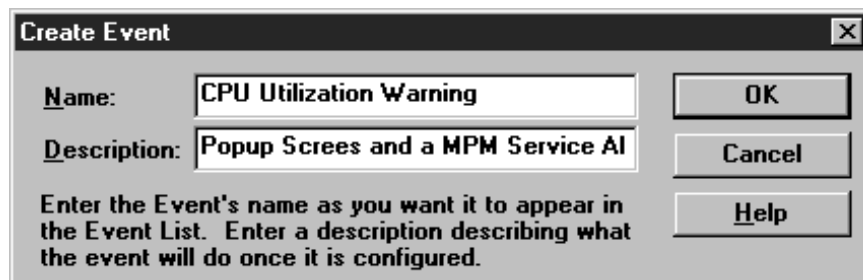 Create Event
Name: CPU Utilization Warning OK
Description: Popup Screes and a MPM Service Al Cancel
Enter the Event's name as you want it to appear in
the Event List. Enter a description describing what
the event will do once it is configured.
Help